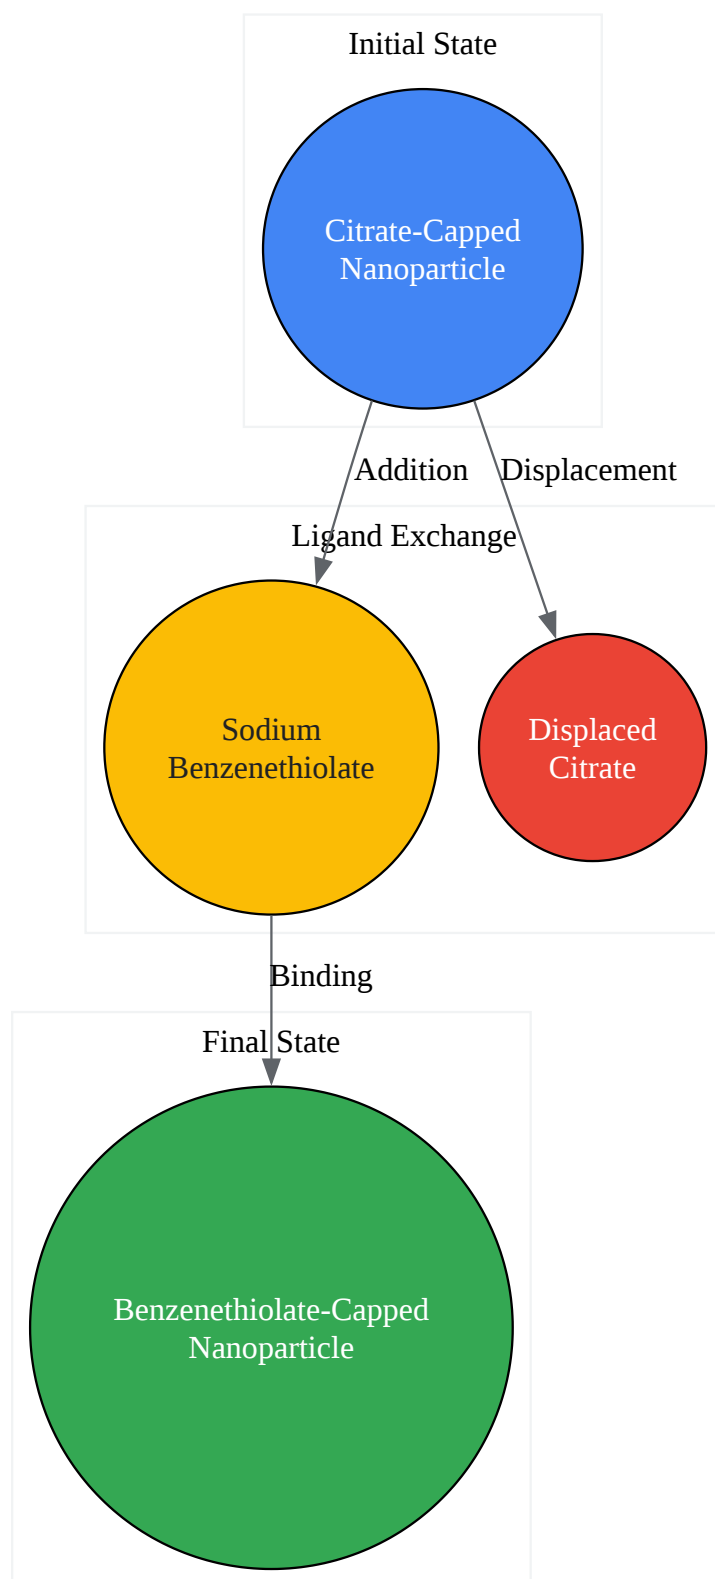 Initial State
Citrate-Capped
Nanoparticle
Addition
Displacement
Ligand Exchange
Sodium
Benzenethiolate
Displaced
Citrate
Binding
Final State
Benzenethiolate-Capped
Nanoparticle